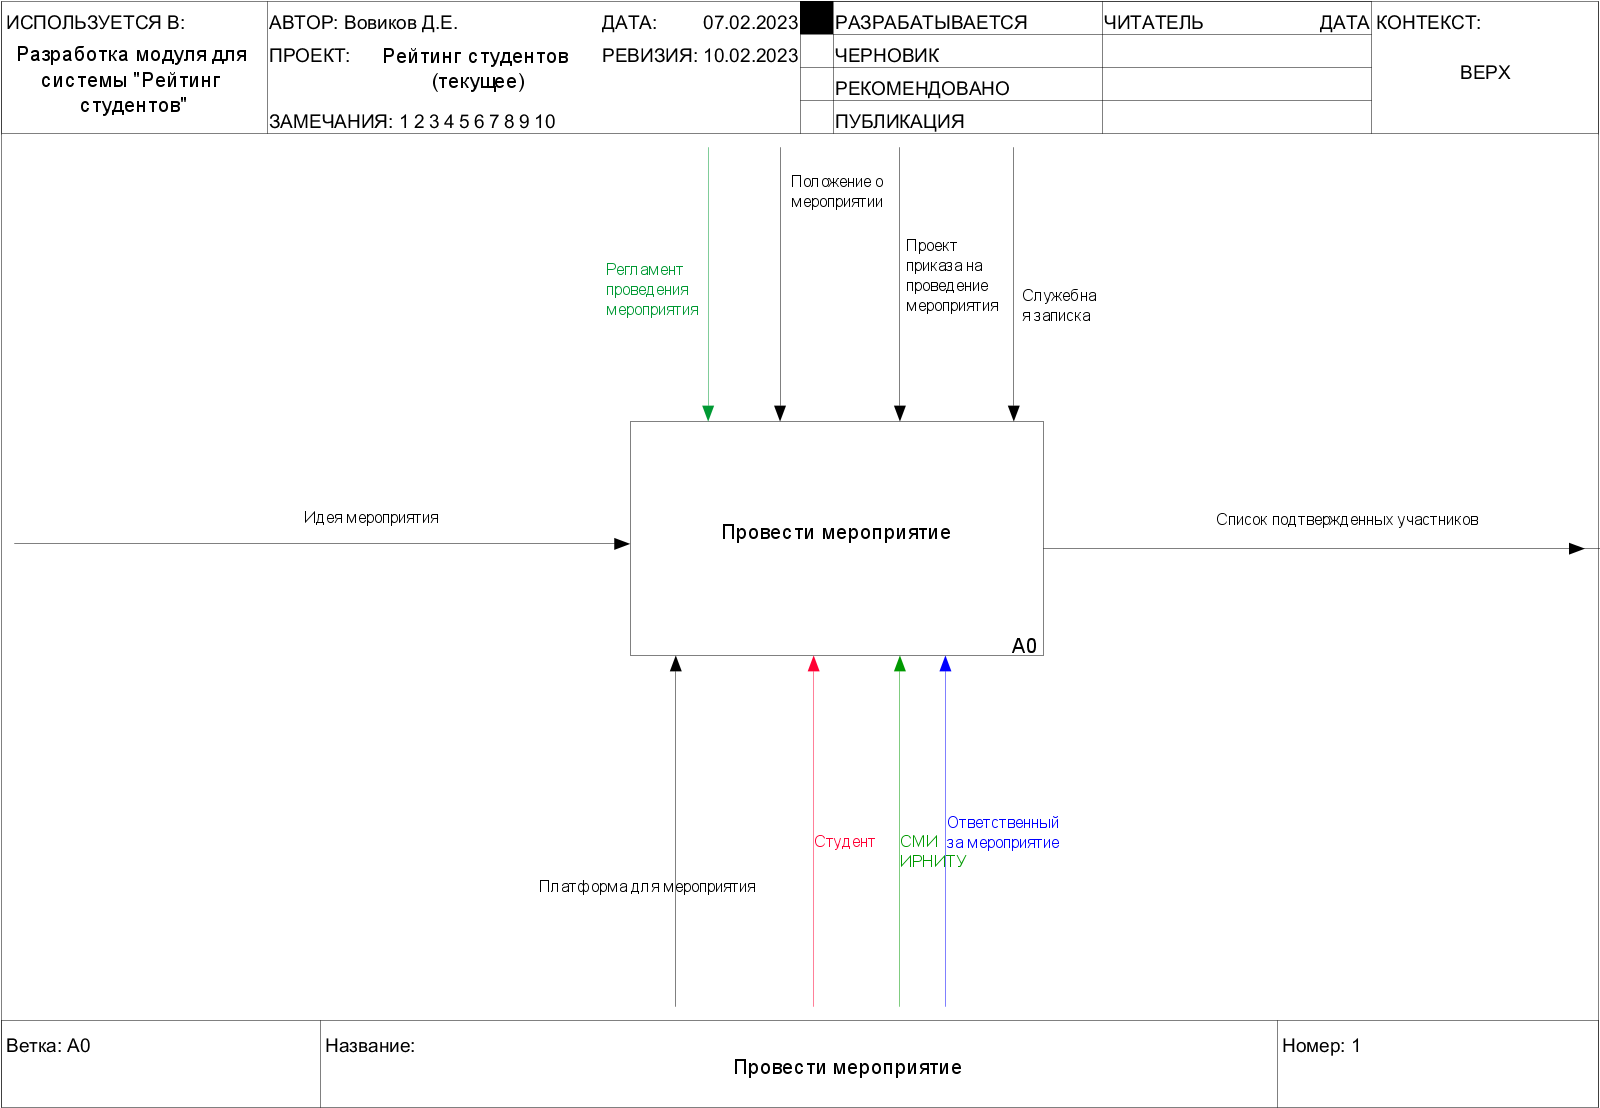 ИСПОЛЬЗУЕТСЯ В:
Разработка модуля для
системы "Рейтинг
студентов"
АВТОР: Вовиков Д.Е.
ДАТА: 07.02.2023
ПРОЕКТ: Рейтинг студентов
(текущее)
РЕВИЗИЯ: 10.02.2023
ЗАМЕЧАНИЯ: 1 2 3 4 5 6 7 8 9 10
РАЗРАБАТЫВАЕТСЯ
ЧЕРНОВИК
РЕКОМЕНДОВАНО
ПУБЛИКАЦИЯ
ЧИТАТЕЛЬ ДАТА
КОНТЕКСТ:
ВЕРХ
Положение о
мероприятии
Проект
приказа на
проведение
мероприятия
Регламент
проведения
мероприятия
Служебна
я записка
Идея мероприятия
Провести мероприятие
A0
Список подтвержденных участников
Платформа для мероприятия
Студент
СМИ
ИРНИТУ
Ответственный
за мероприятие
Ветка: A0
Название:
Провести мероприятие
Номер: 1